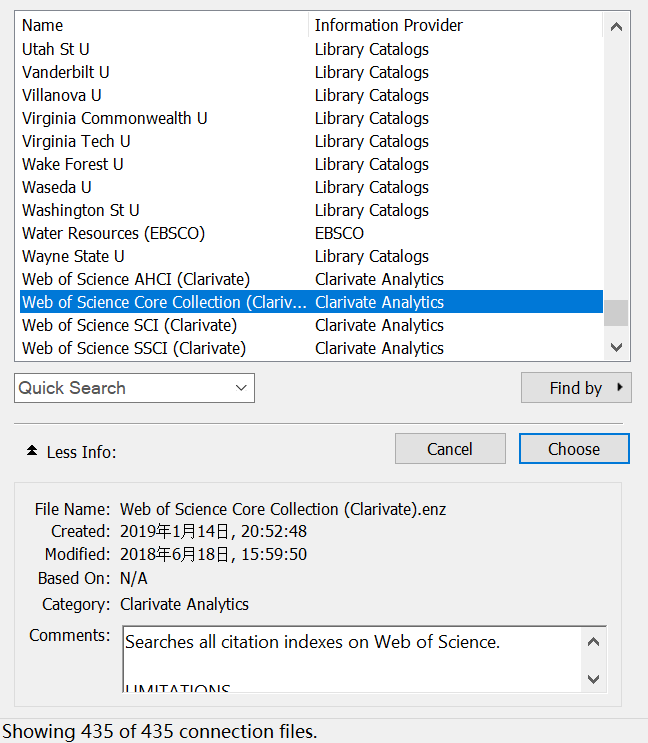 Name Information Provider
Utah St U Library Catalogs
Vanderbilt U Library Catalogs
Villanova U Library Catalogs
Virginia Commonwealth U Library Catalogs
Virginia Tech U Library Catalogs
Wake Forest U Library Catalogs
Waseda U Library Catalogs
Washington St U Library Catalogs
Water Resources (EBSCO) EBSCO
Wayne State U Library Catalogs
Web of Science AHCI (Clarivate) Clarivate Analytics
Web of Science Core Collection (Clariv... Clarivate Analytics
Web of Science SCI (Clarivate) Clarivate Analytics
Web of Science SSCI (Clarivate) Clarivate Analytics
Quick Search Find by
Less Info: Cancel Choose
File Name: Web of Science Core Collection (Clarivate).enz
Created: 2019年1月14日, 20:52:48
Modified: 2018年6月18日, 15:59:50
Based On: N/A
Category: Clarivate Analytics
Comments: Searches all citation indexes on Web of Science.
LIMITATIONS
Showing 435 of 435 connection files.